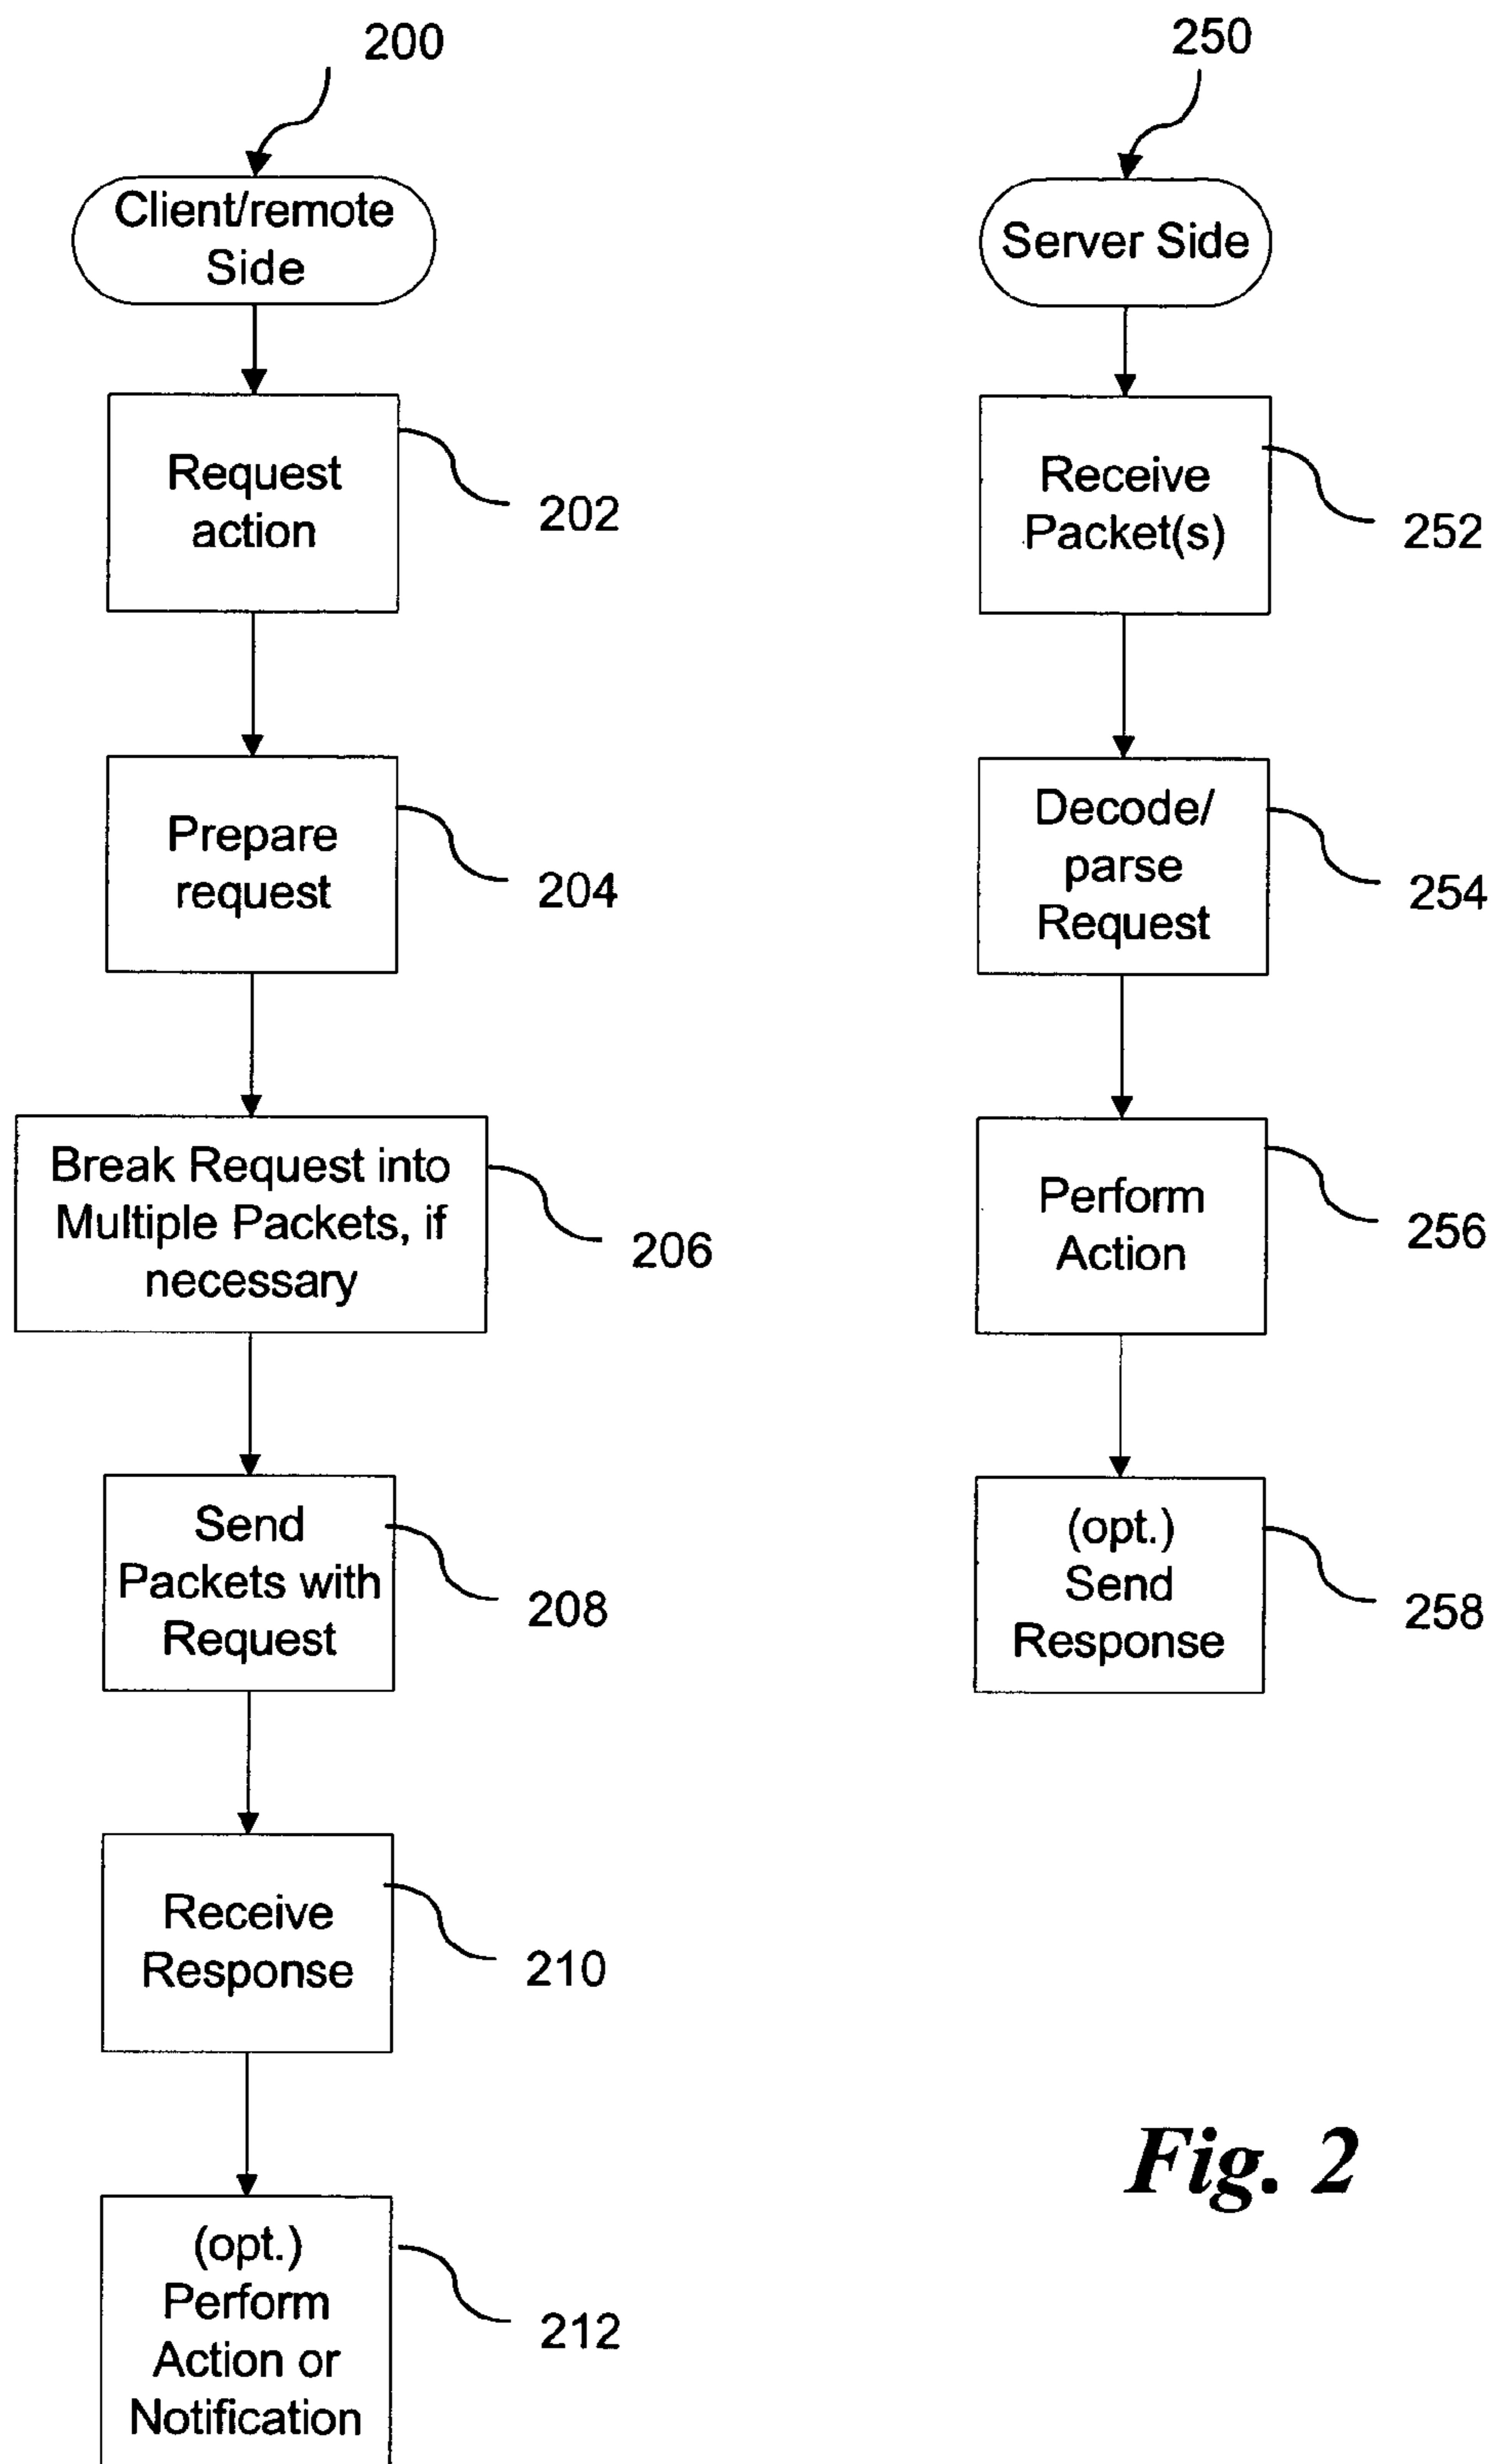 200
Client/remote
Side
Request
action
202
Prepare
request
204
Break Request into
Multiple Packets, if
necessary
206
Send
Packets with
Request
208
Receive
Response
210
(opt.)
Perform
Action or
Notification
212
250
Server Side
Receive
Packet(s)
252
Decode/
parse
Request
254
Perform
Action
256
(opt.)
Send
Response
258
Fig. 2